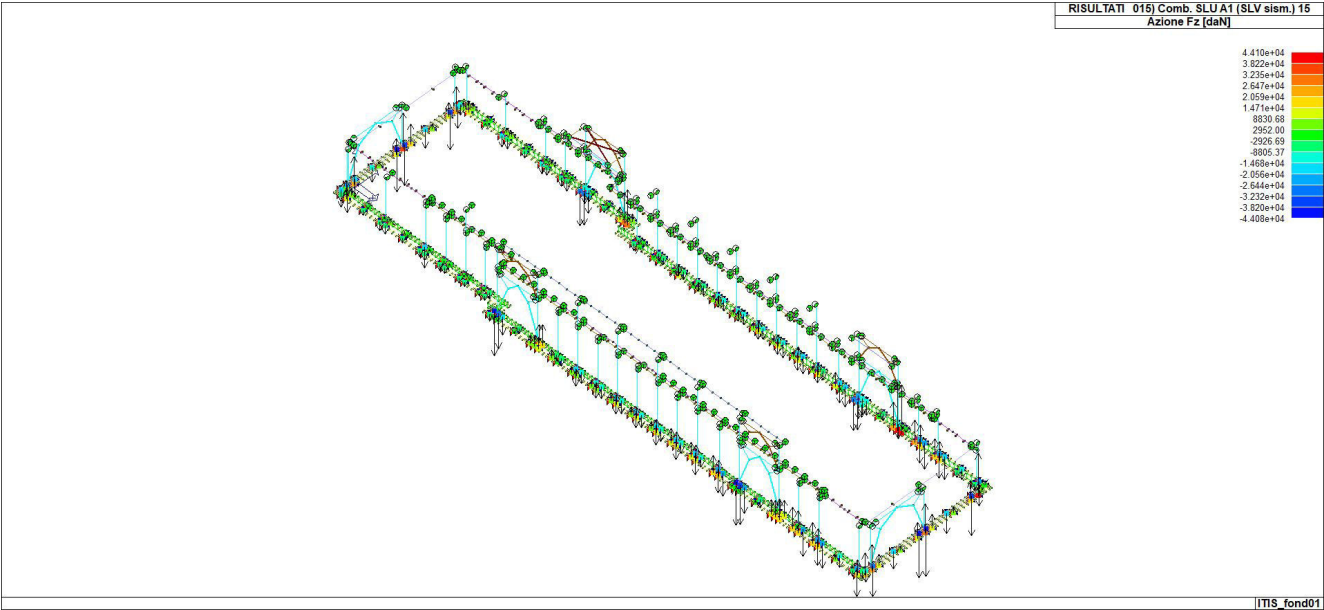 RISULTATI 015) Comb. SLU A1 (SLV sism.) 15
Azione Fz [daN]
4.410e+04
3.822e+04
3.235e+04
2.647e+04
2.059e+04
1.471e+04
8830.68
2952.00
-2926.69
-8805.37
-1.468e+04
-2.056e+04
-2.644e+04
-3.232e+04
-3.820e+04
-4.408e+04
ITIS_fond01